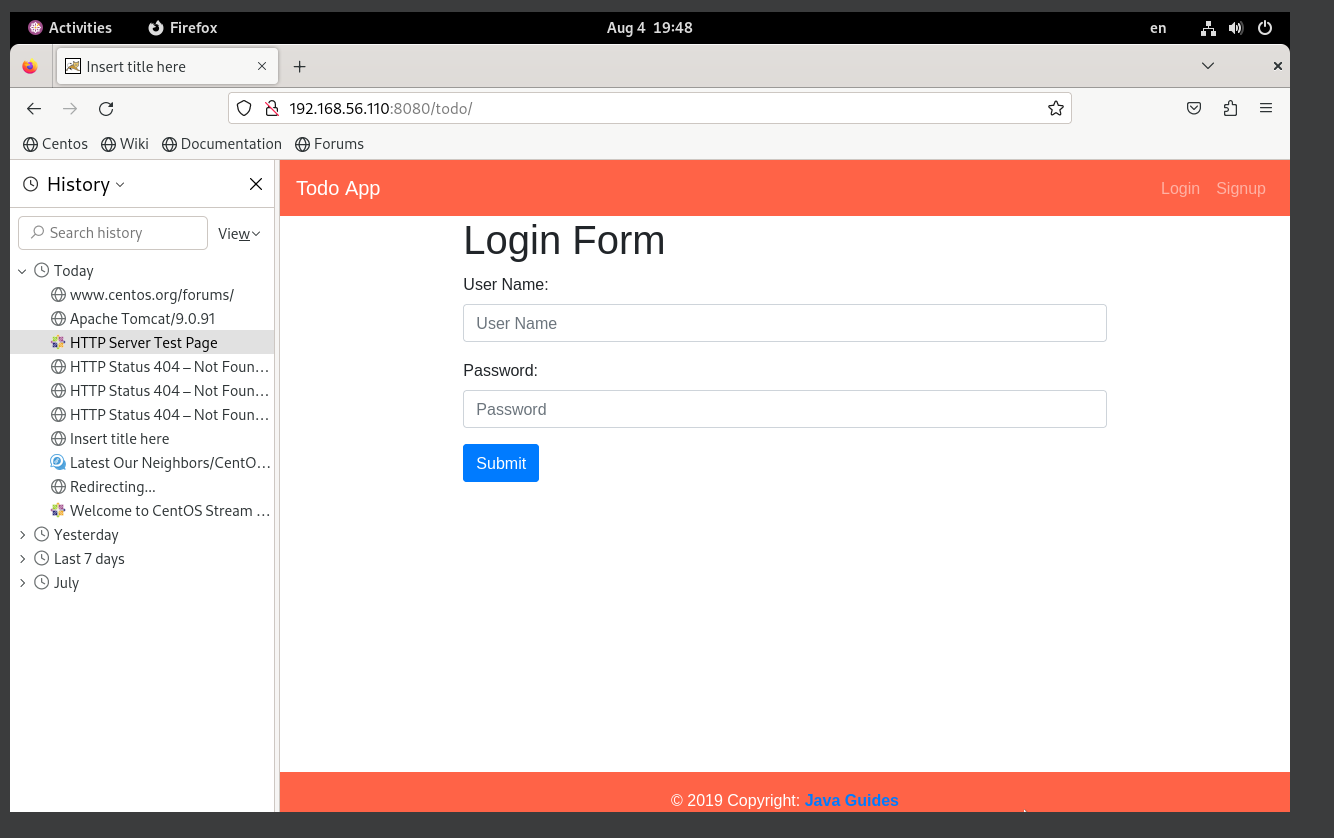 Activities Firefox Aug 4 19:48 en
Insert title here
192.168.56.110:8080/todo/
Centos Wiki Documentation Forums
History
Search history View
Today
www.centos.org/forums/
Apache Tomcat/9.0.91
HTTP Server Test Page
HTTP Status 404 – Not Foun…
HTTP Status 404 – Not Foun…
HTTP Status 404 – Not Foun…
Insert title here
Latest Our Neighbors/CentO…
Redirecting…
Welcome to CentOS Stream …
Yesterday
Last 7 days
July
Todo App Login Signup
Login Form
User Name:
User Name
Password:
Password
Submit
© 2019 Copyright: Java Guides